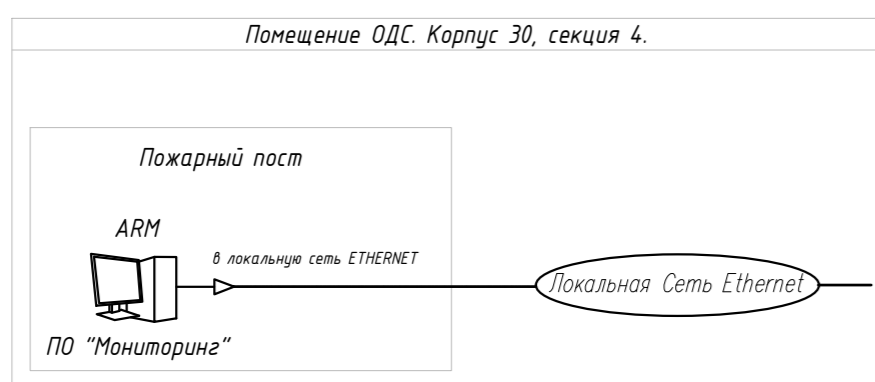 Помещение ОДС. Корпус 30, секция 4.
Пожарный пост
ARM
в локальную сеть ETHERNET
Локальная Сеть Ethernet
ПО "Мониторинг"